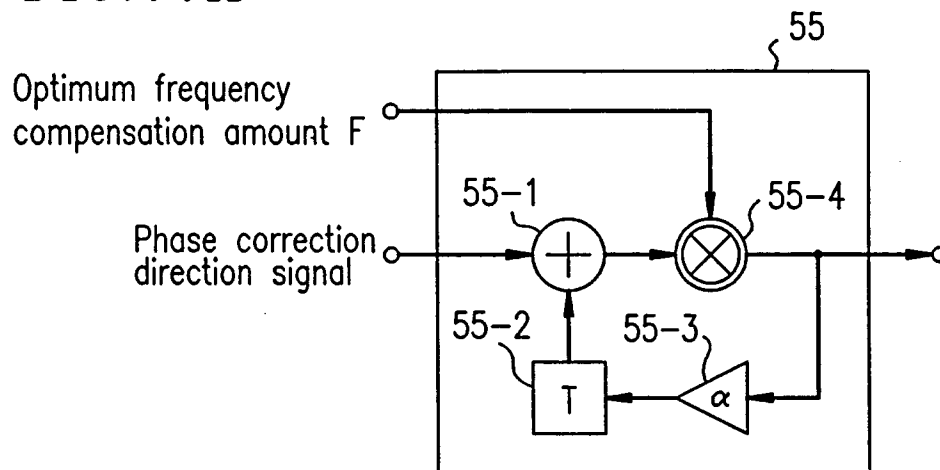 55
Optimum frequency
compensation amount F
55-1
55-4
Phase correction
direction signal
55-2
55-3
T
α